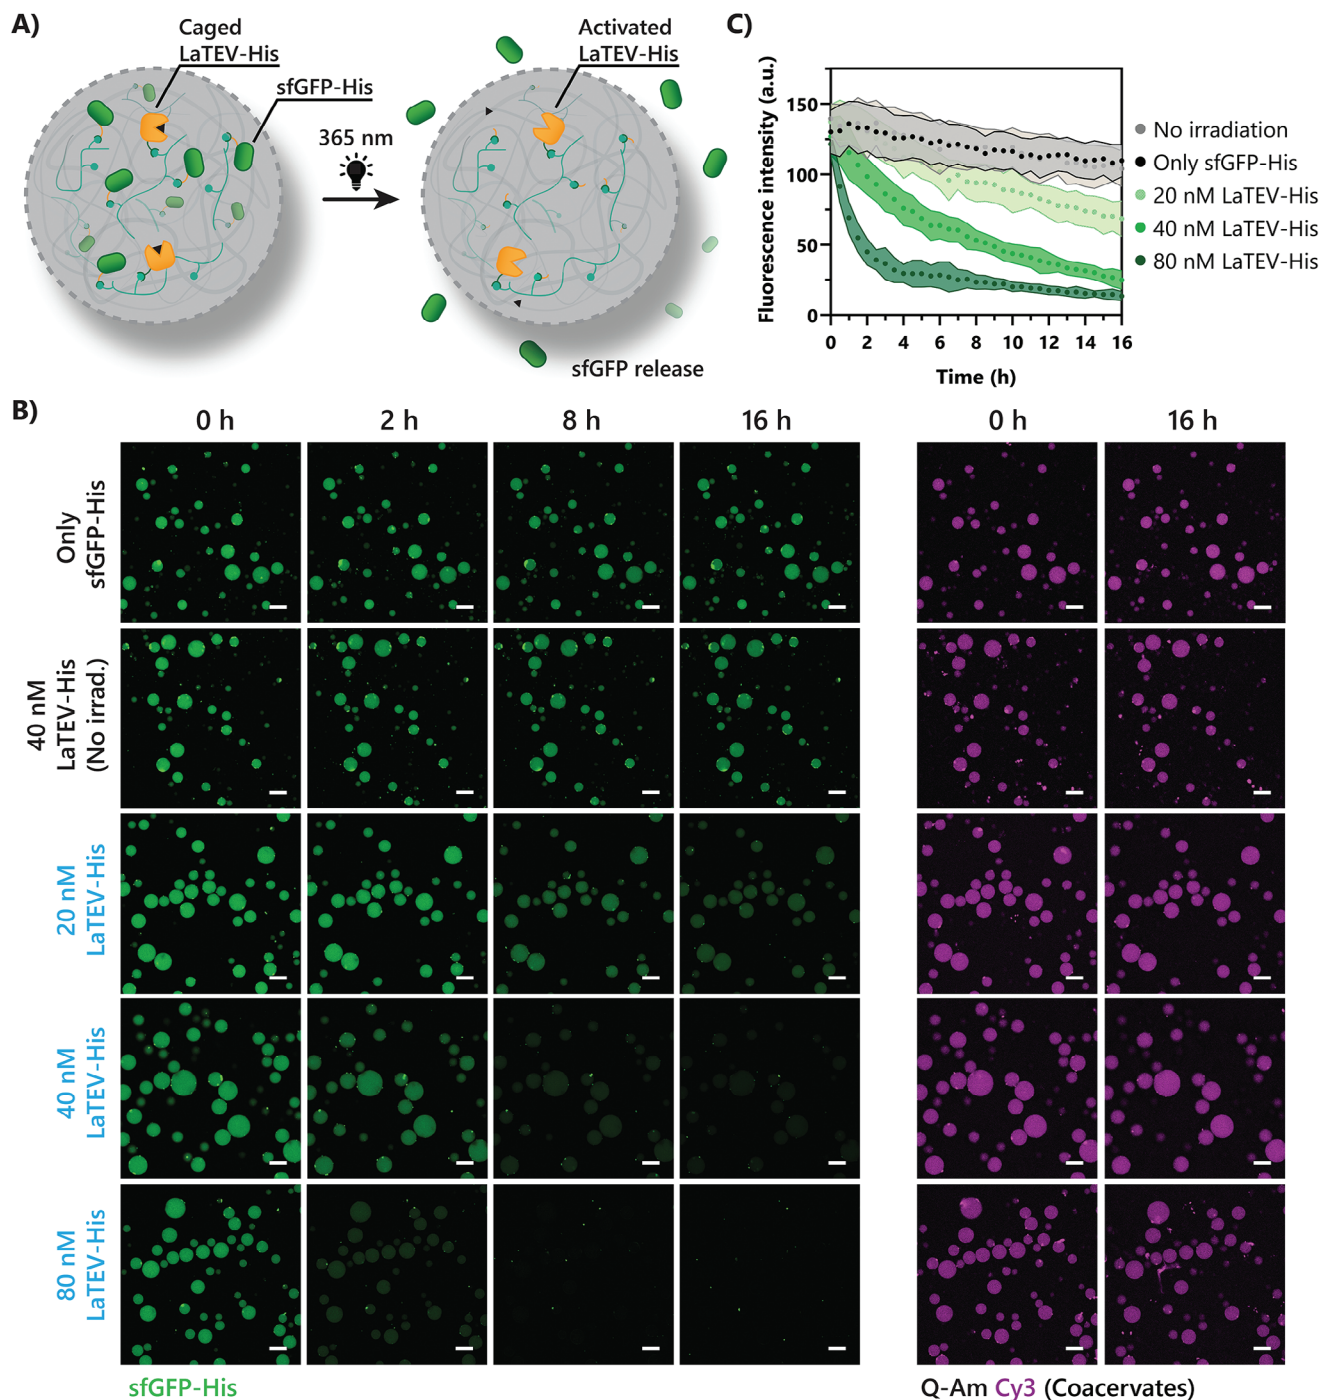 A)
Caged
LaTEV-His
sfGFP-His
365 nm
Activated
LaTEV-His
sfGFP release
C)
Fluorescence intensity (a.u.)
150
100
50
0
0 2 4 6 8 10 12 14 16
Time (h)
No irradiation
Only sfGFP-His
20 nM LaTEV-His
40 nM LaTEV-His
80 nM LaTEV-His
B)
0 h 2 h 8 h 16 h 0 h 16 h
Only
sfGFP-His
40 nM
LaTEV-His
(No irrad.)
20 nM
LaTEV-His
40 nM
LaTEV-His
80 nM
LaTEV-His
sfGFP-His
Q-Am Cy3 (Coacervates)